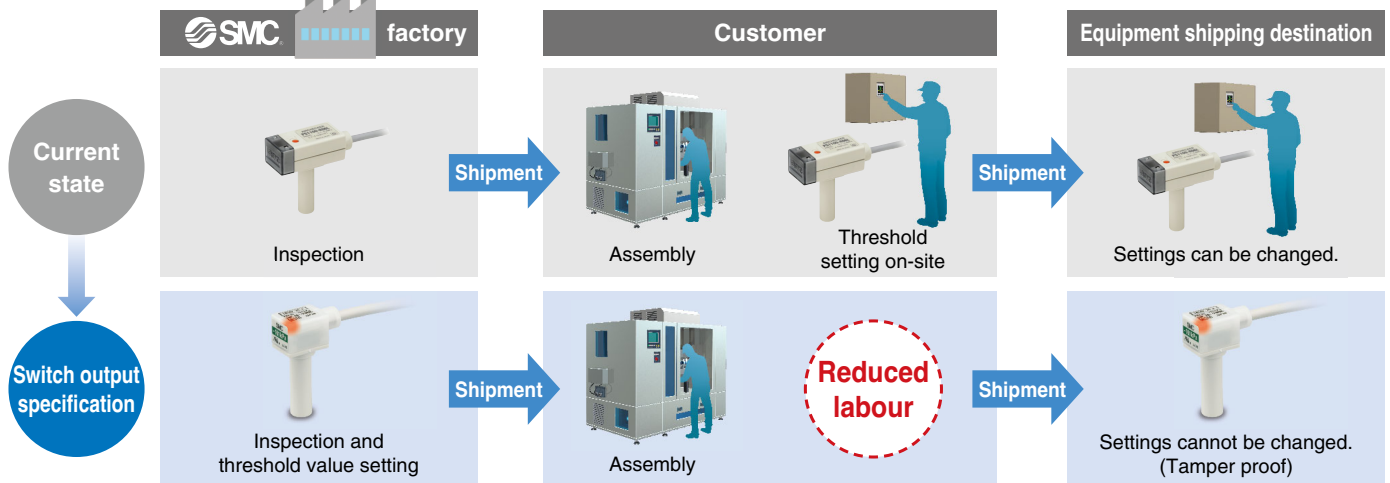 SMC factory
Customer
Equipment shipping destination
Current
state
Shipment
Shipment
Inspection
Assembly
Threshold
setting on-site
Settings can be changed.
Switch output
specification
Shipment
Reduced
labour
Shipment
Inspection and
threshold value setting
Assembly
Settings cannot be changed.
(Tamper proof)